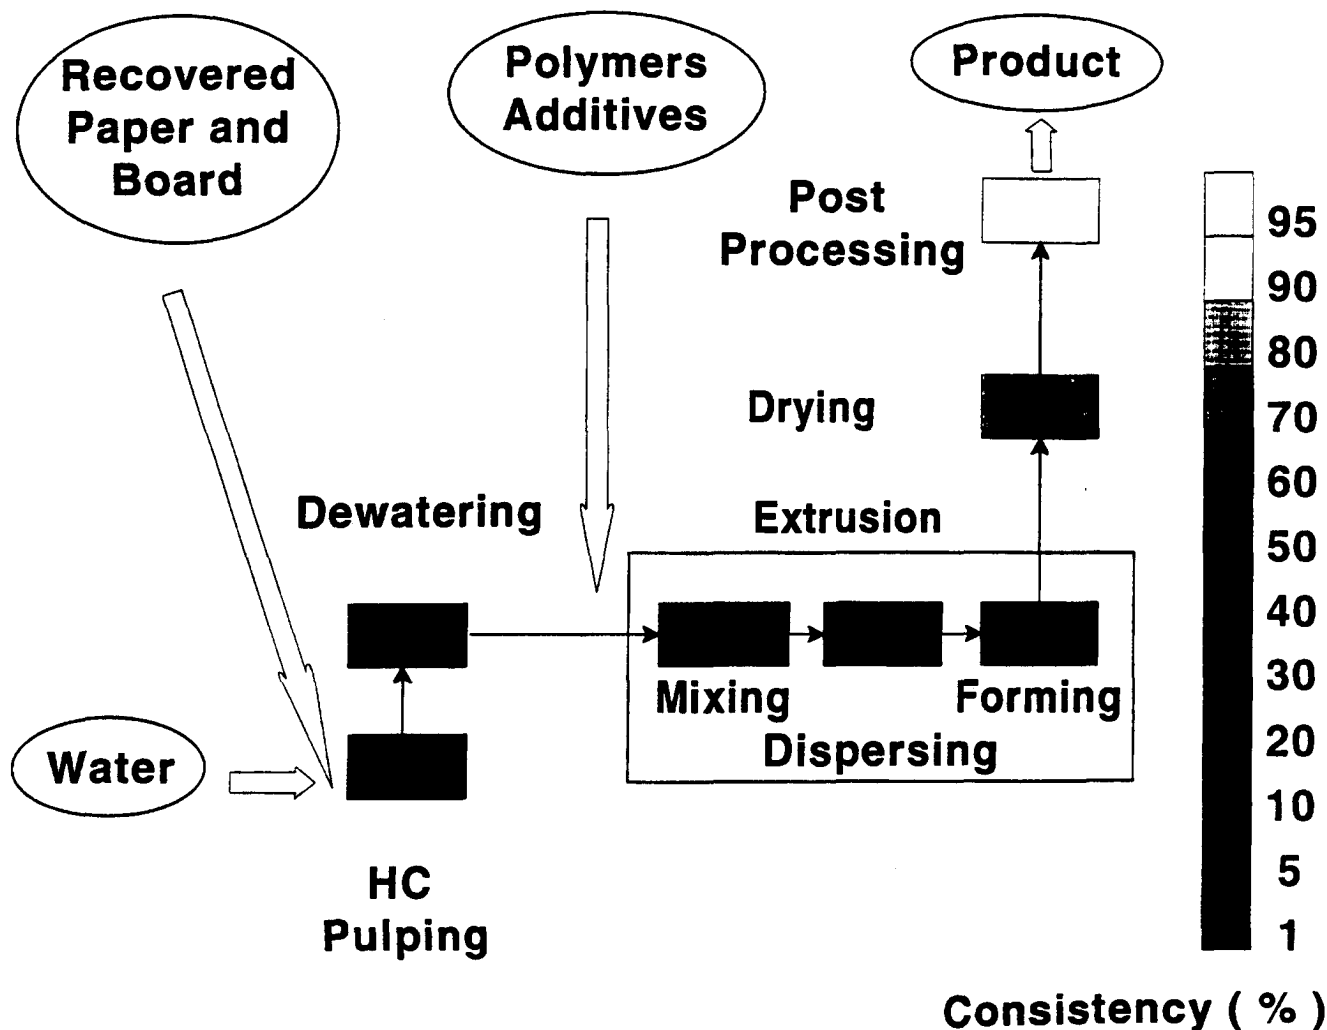 Recovered
Paper and
Board
Polymers
Additives
Product
Post
Processing
Drying
Dewatering
Extrusion
Mixing
Forming
Dispersing
Water
HC
Pulping
95
90
80
70
60
50
40
30
20
10
5
1
Consistency ( % )